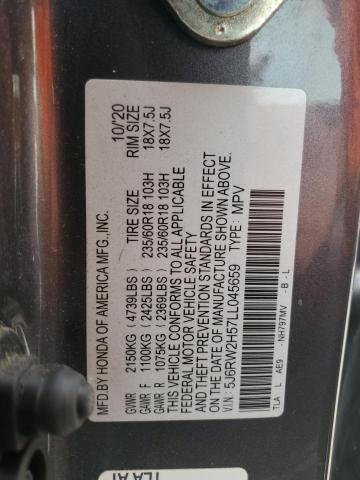 MFD.BY HONDA OF AMERICA MFG.,INC. 10/'20
GVWR 2150KG (4739LBS) TIRE SIZE RIM SIZE
GAWR F 1100KG (2425LBS) 235/60R18 103H 18X7.5J
GAWR R 1075KG (2369LBS) 235/60R18 103H 18X7.5J
THIS VEHICLE CONFORMS TO ALL APPLICABLE
FEDERAL MOTOR VEHICLE SAFETY
AND THEFT PREVENTION STANDARDS IN EFFECT
ON THE DATE OF MANUFACTURE SHOWN ABOVE.
V.I.N: 5J6RW2H57LL045659 TYPE: MPV
TLA L AE9 NH797MV - B - L